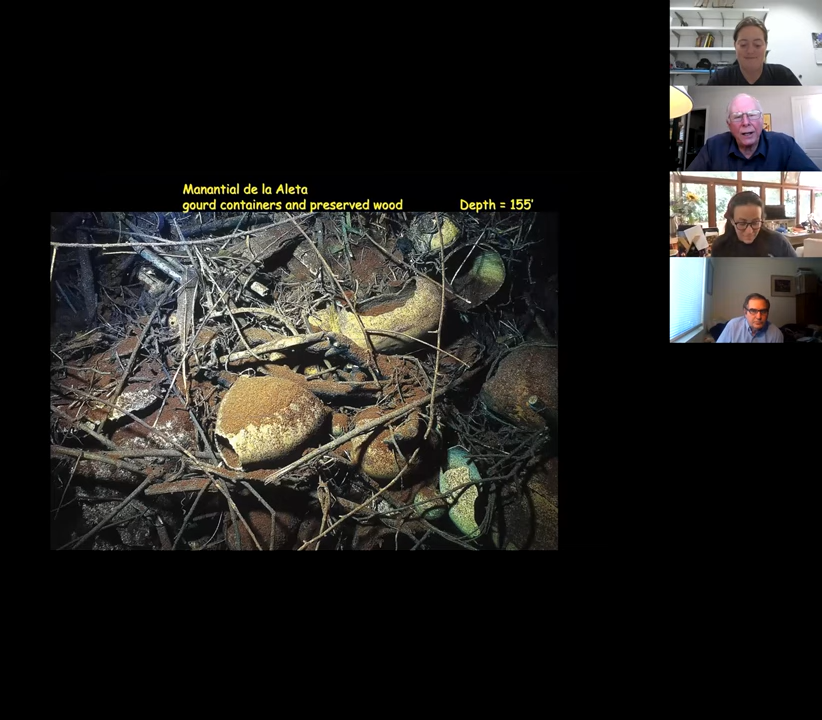 Manantial de la Aleta
gourd containers and preserved wood Depth = 155'